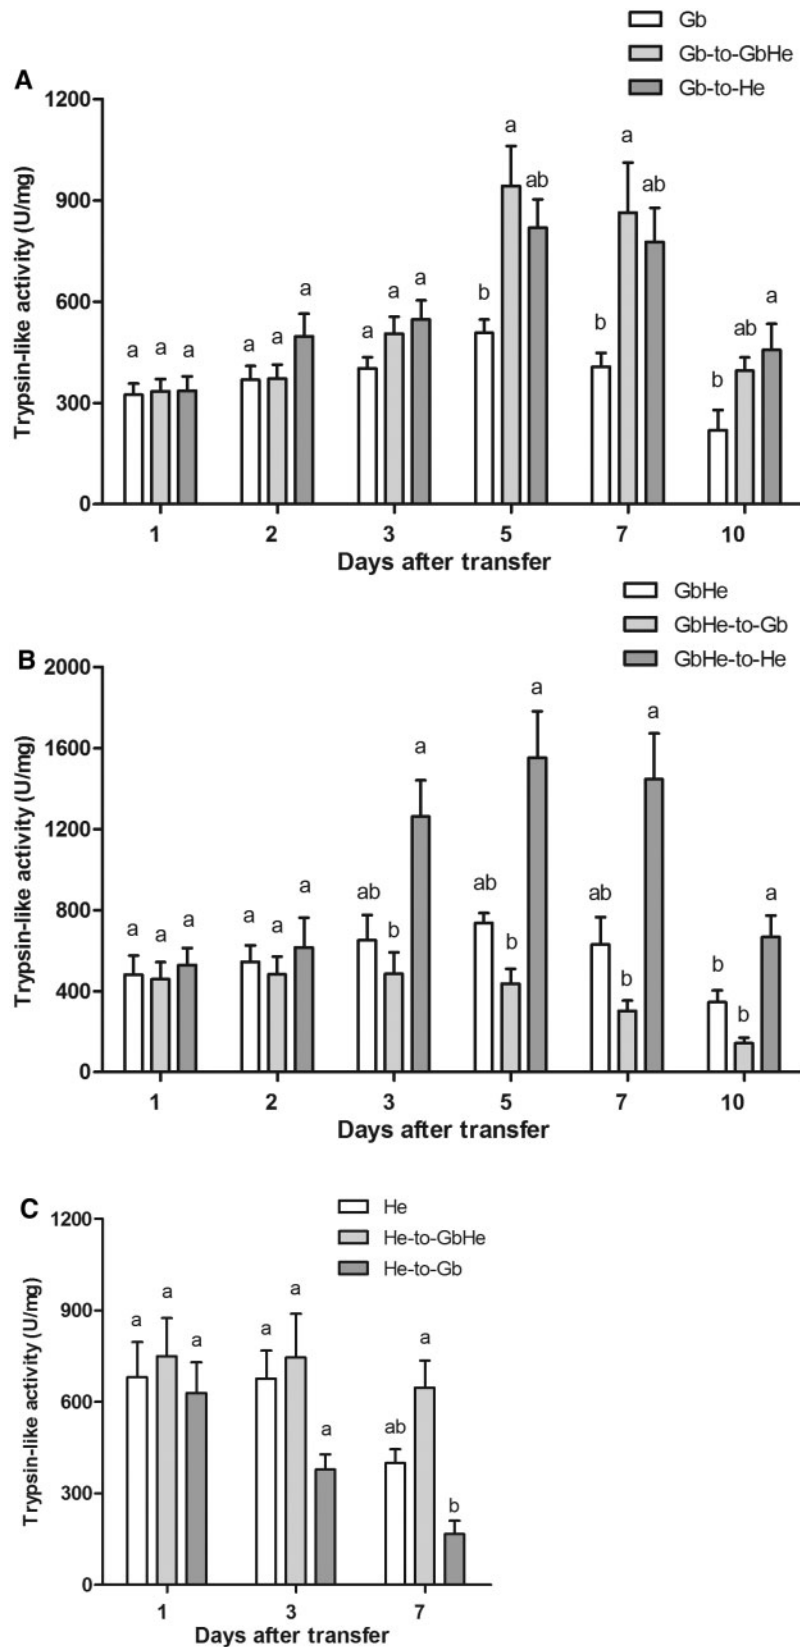 Gb
Gb-to-GbHe
Gb-to-He
A
1200
900
600
300
0
Trypsin-like activity (U/mg)
a a a
a a a
a a a
b a ab
b a ab
b ab a
1 2 3 5 7 10
Days after transfer
GbHe
GbHe-to-Gb
GbHe-to-He
B
2000
1600
1200
800
400
0
Trypsin-like activity (U/mg)
a a a
a a a
ab b a
ab b a
ab b a
b b a
1 2 3 5 7 10
Days after transfer
He
He-to-GbHe
He-to-Gb
C
1200
900
600
300
0
Trypsin-like activity (U/mg)
a a a
a a a
ab a b
1 3 7
Days after transfer